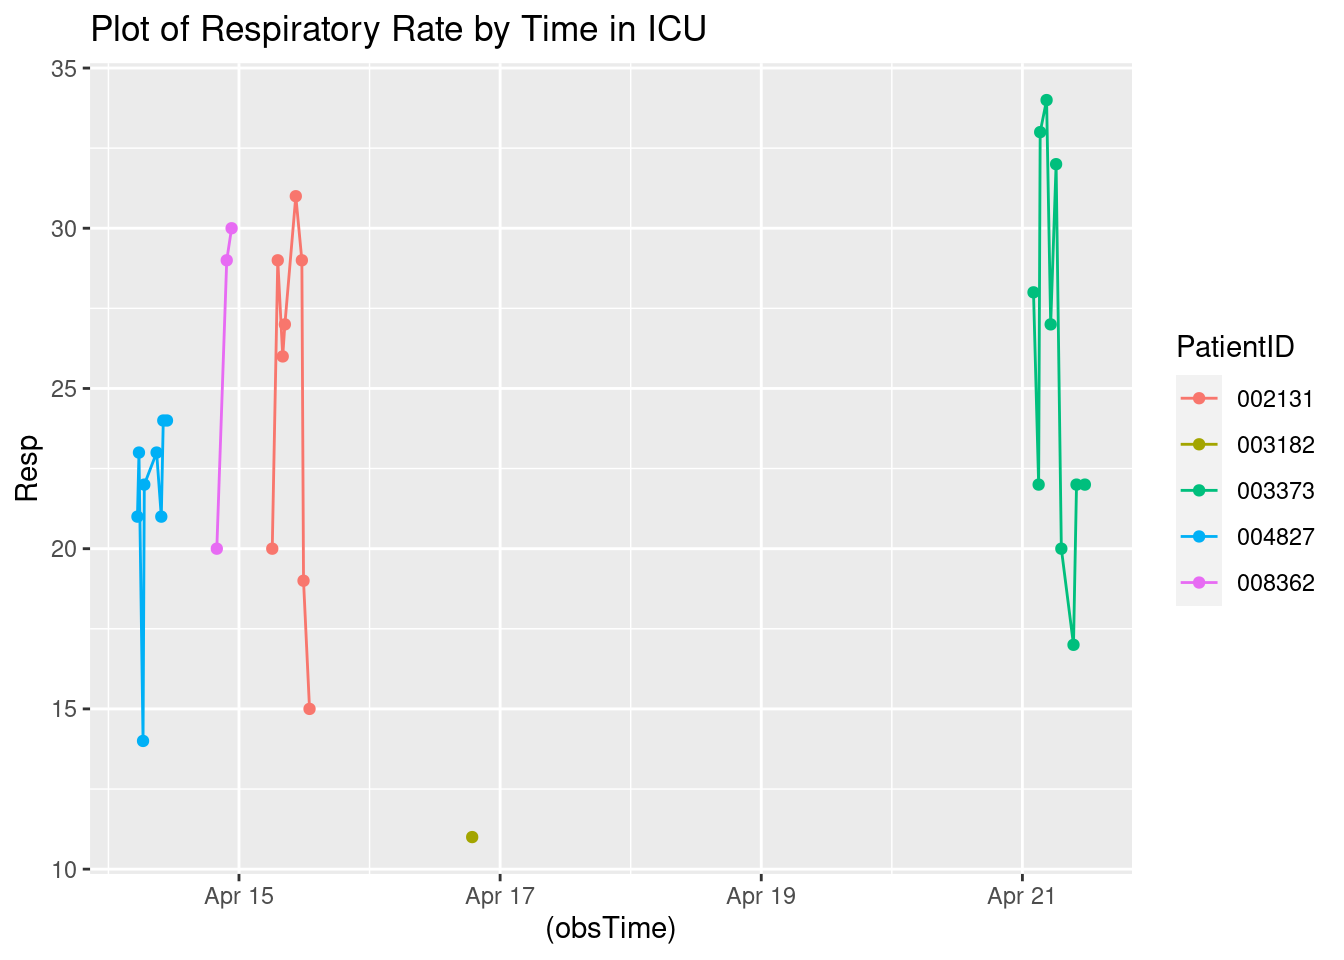 Plot of Respiratory Rate by Time in ICU
35
30
25
20
15
10
Resp
Apr 15
Apr 17
Apr 19
Apr 21
(obsTime)
PatientID
002131
003182
003373
004827
008362